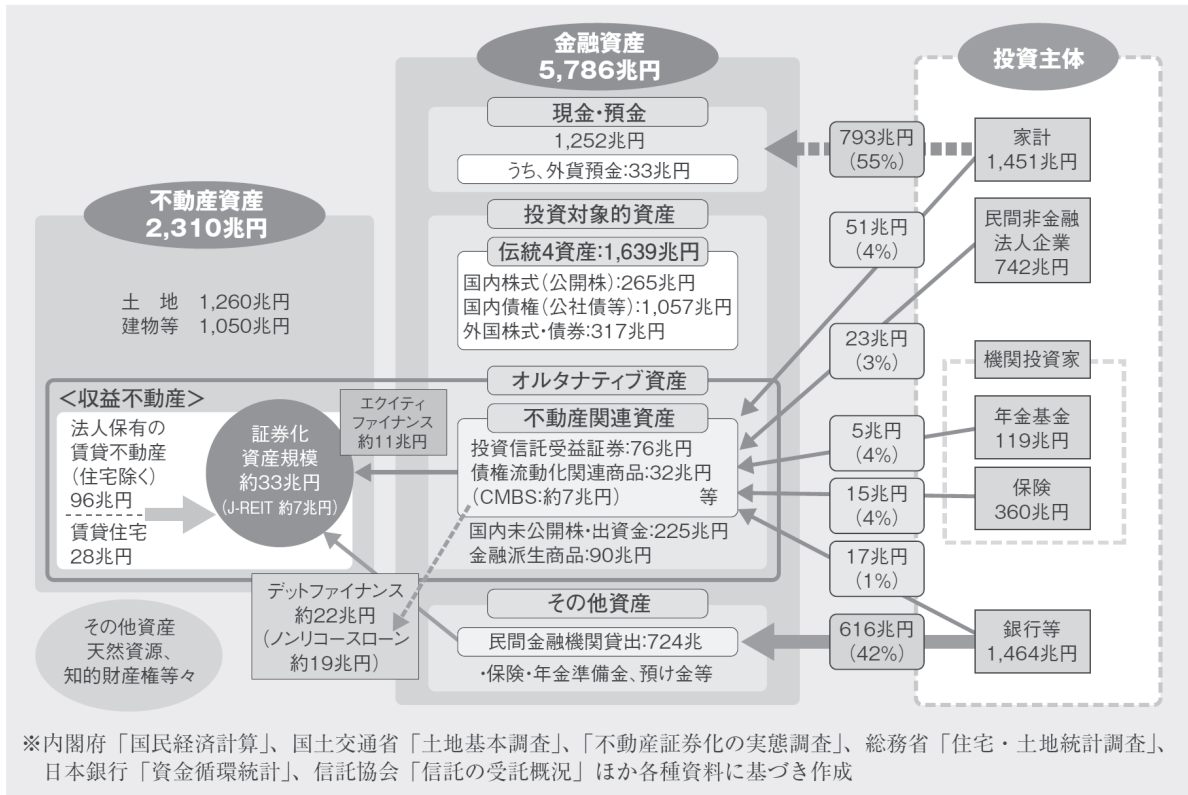 金融資産
5,786兆円
現金・預金
1,252兆円
うち、外貨預金:33兆円
投資対象的資産
伝統4資産:1,639兆円
国内株式(公開株):265兆円
国内債権(公社債等):1,057兆円
外国株式・債券:317兆円
オルタナティブ資産
不動産関連資産
投資信託受益証券:76兆円
債権流動化関連商品:32兆円
(CMBS:約7兆円) 等
国内未公開株・出資金:225兆円
金融派生商品:90兆円
その他資産
民間金融機関貸出:724兆
・保険・年金準備金、預け金等
不動産資産
2,310兆円
土 地 1,260兆円
建物等 1,050兆円
<収益不動産>
法人保有の
賃貸不動産
(住宅除く)
96兆円
賃貸住宅
28兆円
証券化
資産規模
約33兆円
(J-REIT 約7兆円)
エクイティ
ファイナンス
約11兆円
デットファイナンス
約22兆円
(ノンリコースローン
約19兆円)
その他資産
天然資源、
知的財産権等々
793兆円
(55%)
51兆円
(4%)
23兆円
(3%)
5兆円
(4%)
15兆円
(4%)
17兆円
(1%)
616兆円
(42%)
投資主体
家計
1,451兆円
民間非金融
法人企業
742兆円
機関投資家
年金基金
119兆円
保険
360兆円
銀行等
1,464兆円
※内閣府「国民経済計算」、国土交通省「土地基本調査」、「不動産証券化の実態調査」、総務省「住宅・土地統計調査」、
日本銀行「資金循環統計」、信託協会「信託の受託概況」ほか各種資料に基づき作成